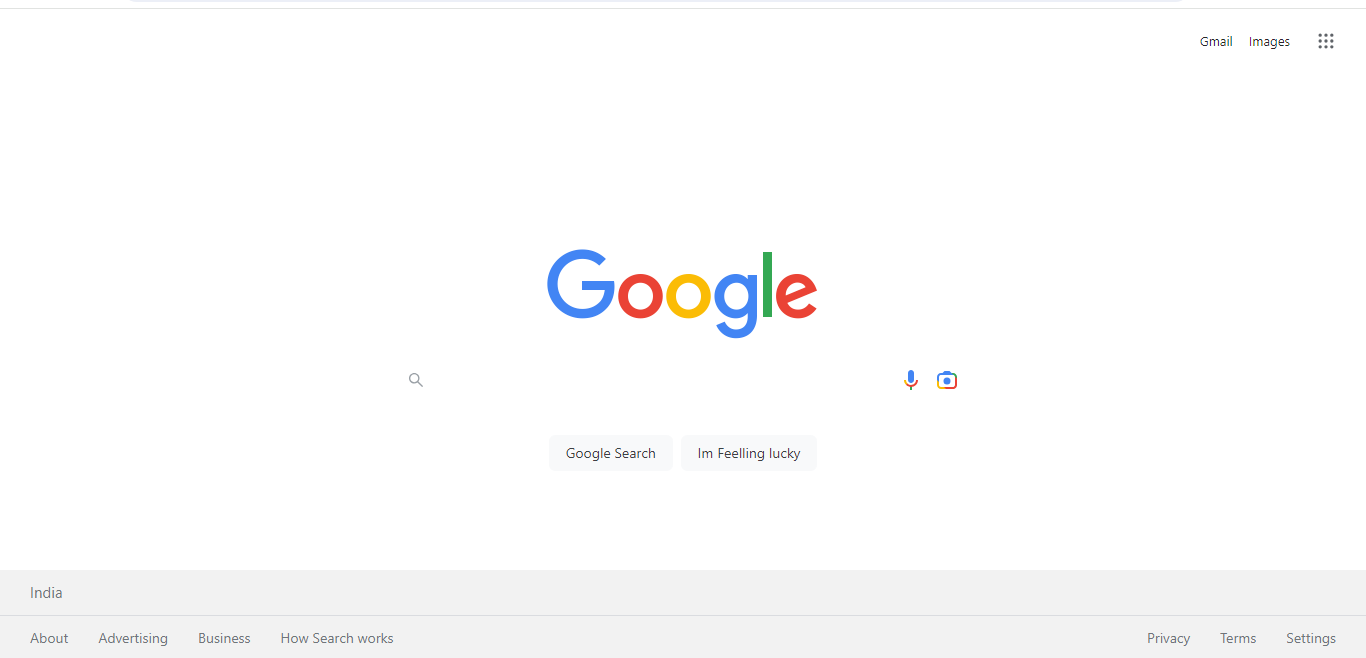 Gmail Images
Google
Google Search Im Feelling lucky
India
About Advertising Business How Search works Privacy Terms Settings